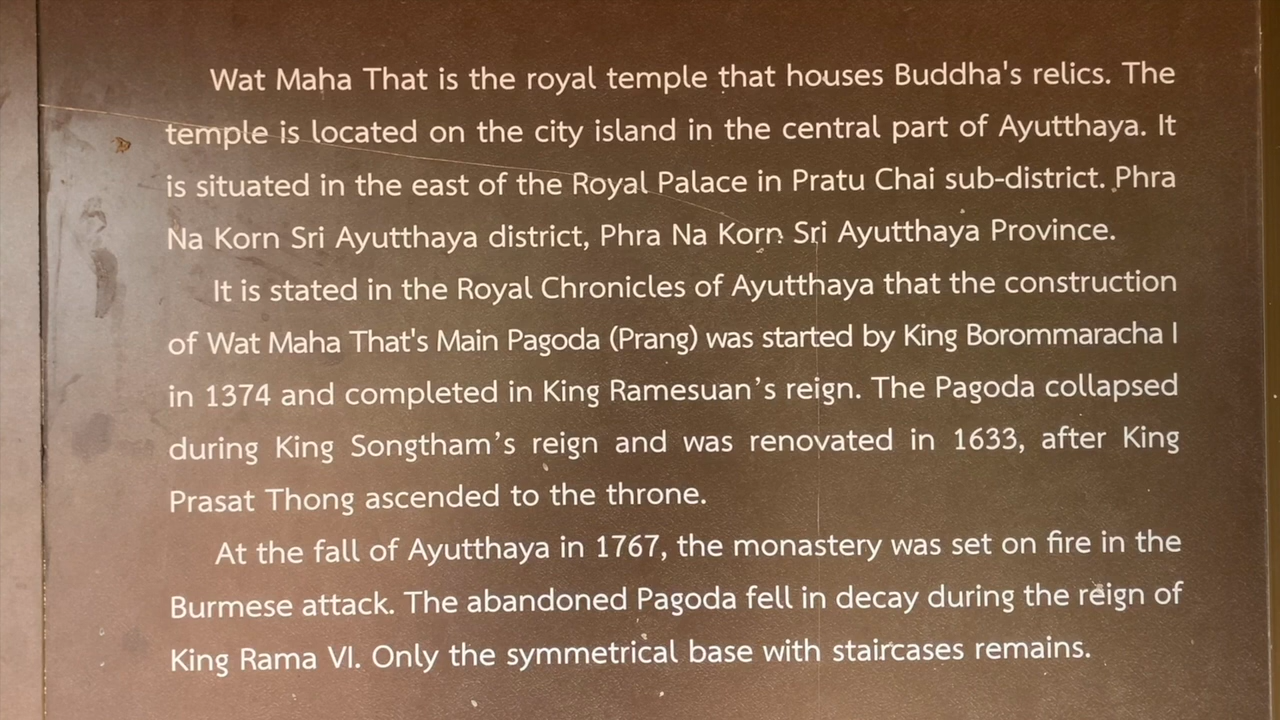 Wat Maha That is the royal temple that houses Buddha's relics. The
temple is located on the city island in the central part of Ayutthaya. It
is situated in the east of the Royal Palace in Pratu Chai sub-district. Phra
Na Korn Sri Ayutthaya district, Phra Na Korn Sri Ayutthaya Province.
It is stated in the Royal Chronicles of Ayutthaya that the construction
of Wat Maha That's Main Pagoda (Prang) was started by King Borommaracha I
in 1374 and completed in King Ramesuan’s reign. The Pagoda collapsed
during King Songtham’s reign and was renovated in 1633, after King
Prasat Thong ascended to the throne.
At the fall of Ayutthaya in 1767, the monastery was set on fire in the
Burmese attack. The abandoned Pagoda fell in decay during the reign of
King Rama VI. Only the symmetrical base with staircases remains.